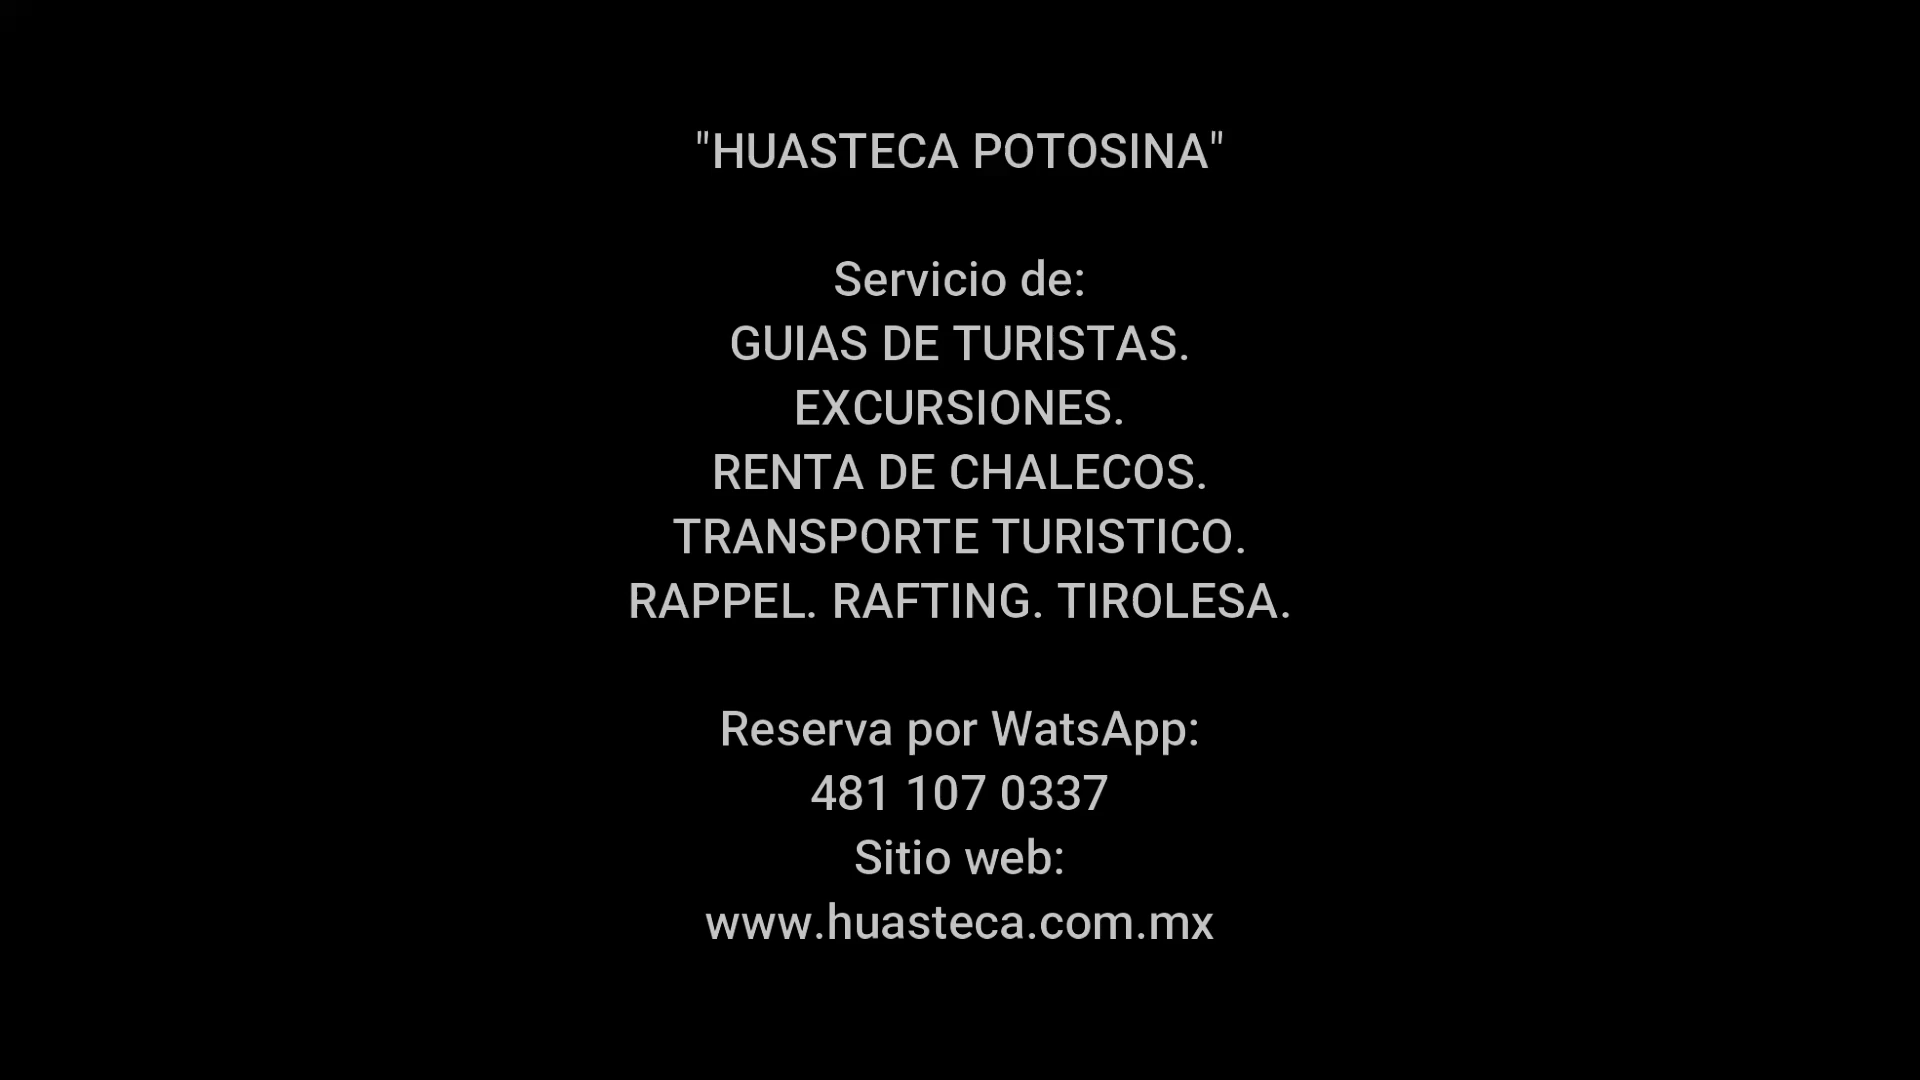 "HUASTECA POTOSINA"
Servicio de:
GUIAS DE TURISTAS.
EXCURSIONES.
RENTA DE CHALECOS.
TRANSPORTE TURISTICO.
RAPPEL. RAFTING. TIROLESA.
Reserva por WatsApp:
481 107 0337
Sitio web:
www.huasteca.com.mx